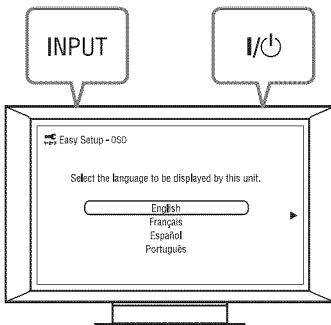 INPUT
I/⏻
Easy Setup - OSD
Select the language to be displayed by this unit.
English
Français
Español
Português